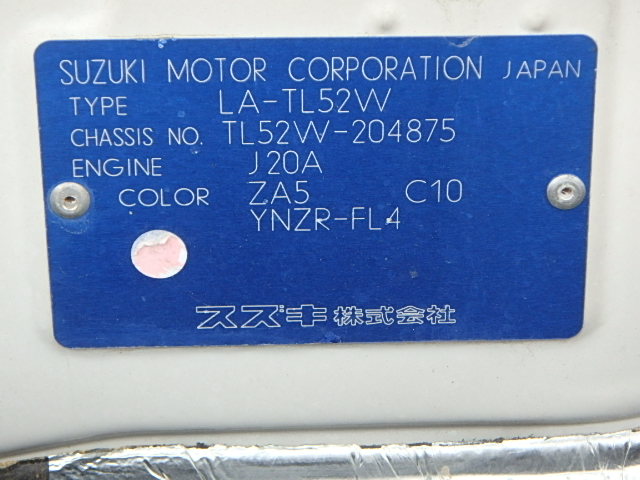 SUZUKI MOTOR CORPORATION JAPAN
TYPE LA-TL52W
CHASSIS NO. TL52W-204875
ENGINE J20A
COLOR ZA5 C10
YNZR-FL4
スズキ株式会社